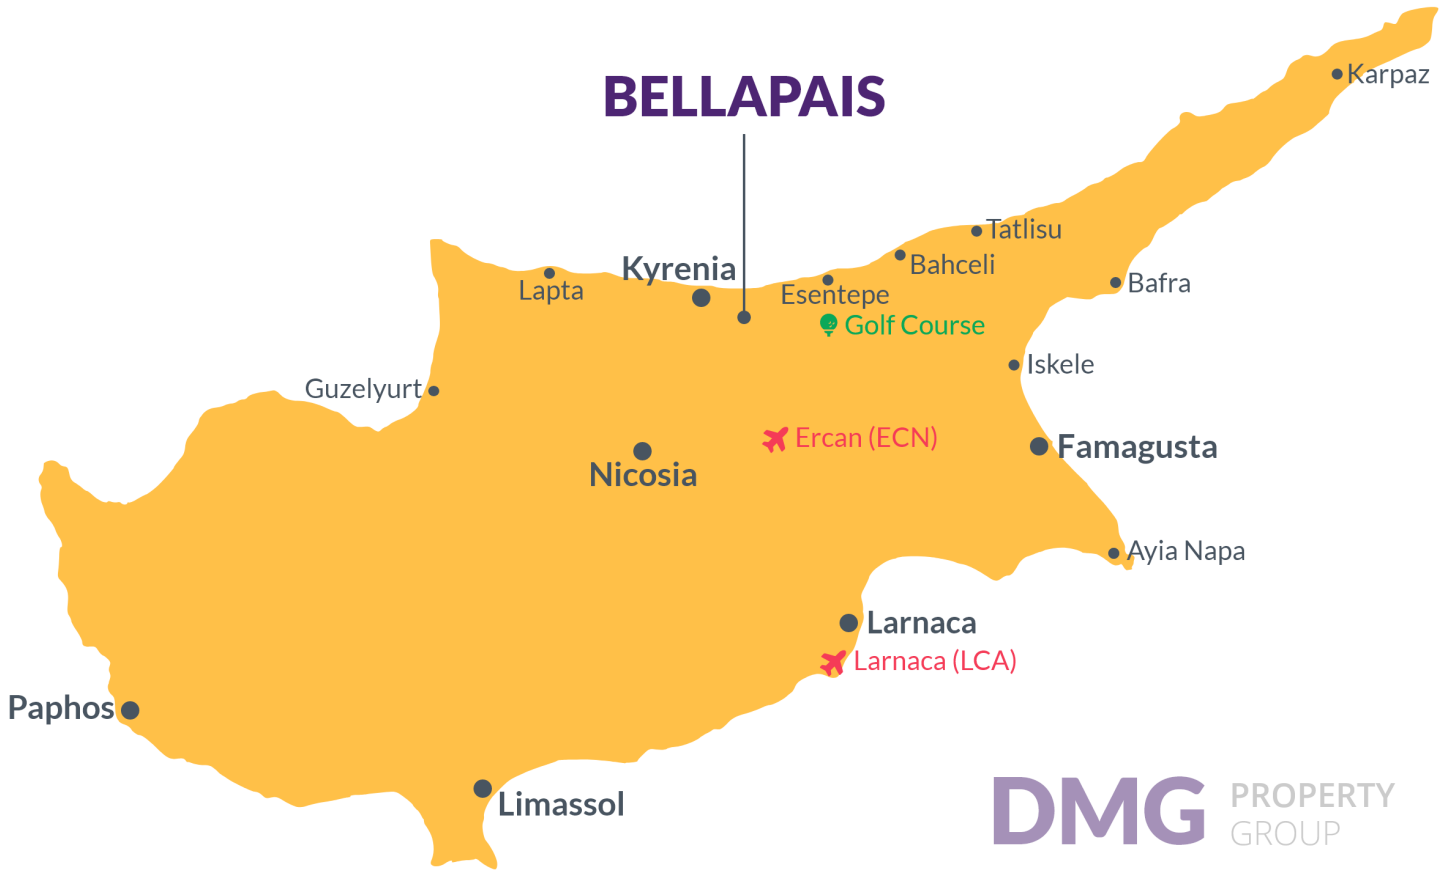 Karpaz
BELLAPAIS
Tatlisu
Kyrenia
Bahceli
Lapta
Esentepe
Bafra
Golf Course
Iskele
Guzelyurt
Ercan (ECN)
Famagusta
Nicosia
Ayia Napa
Larnaca
Larnaca (LCA)
Paphos
Limassol
DMG PROPERTY
GROUP